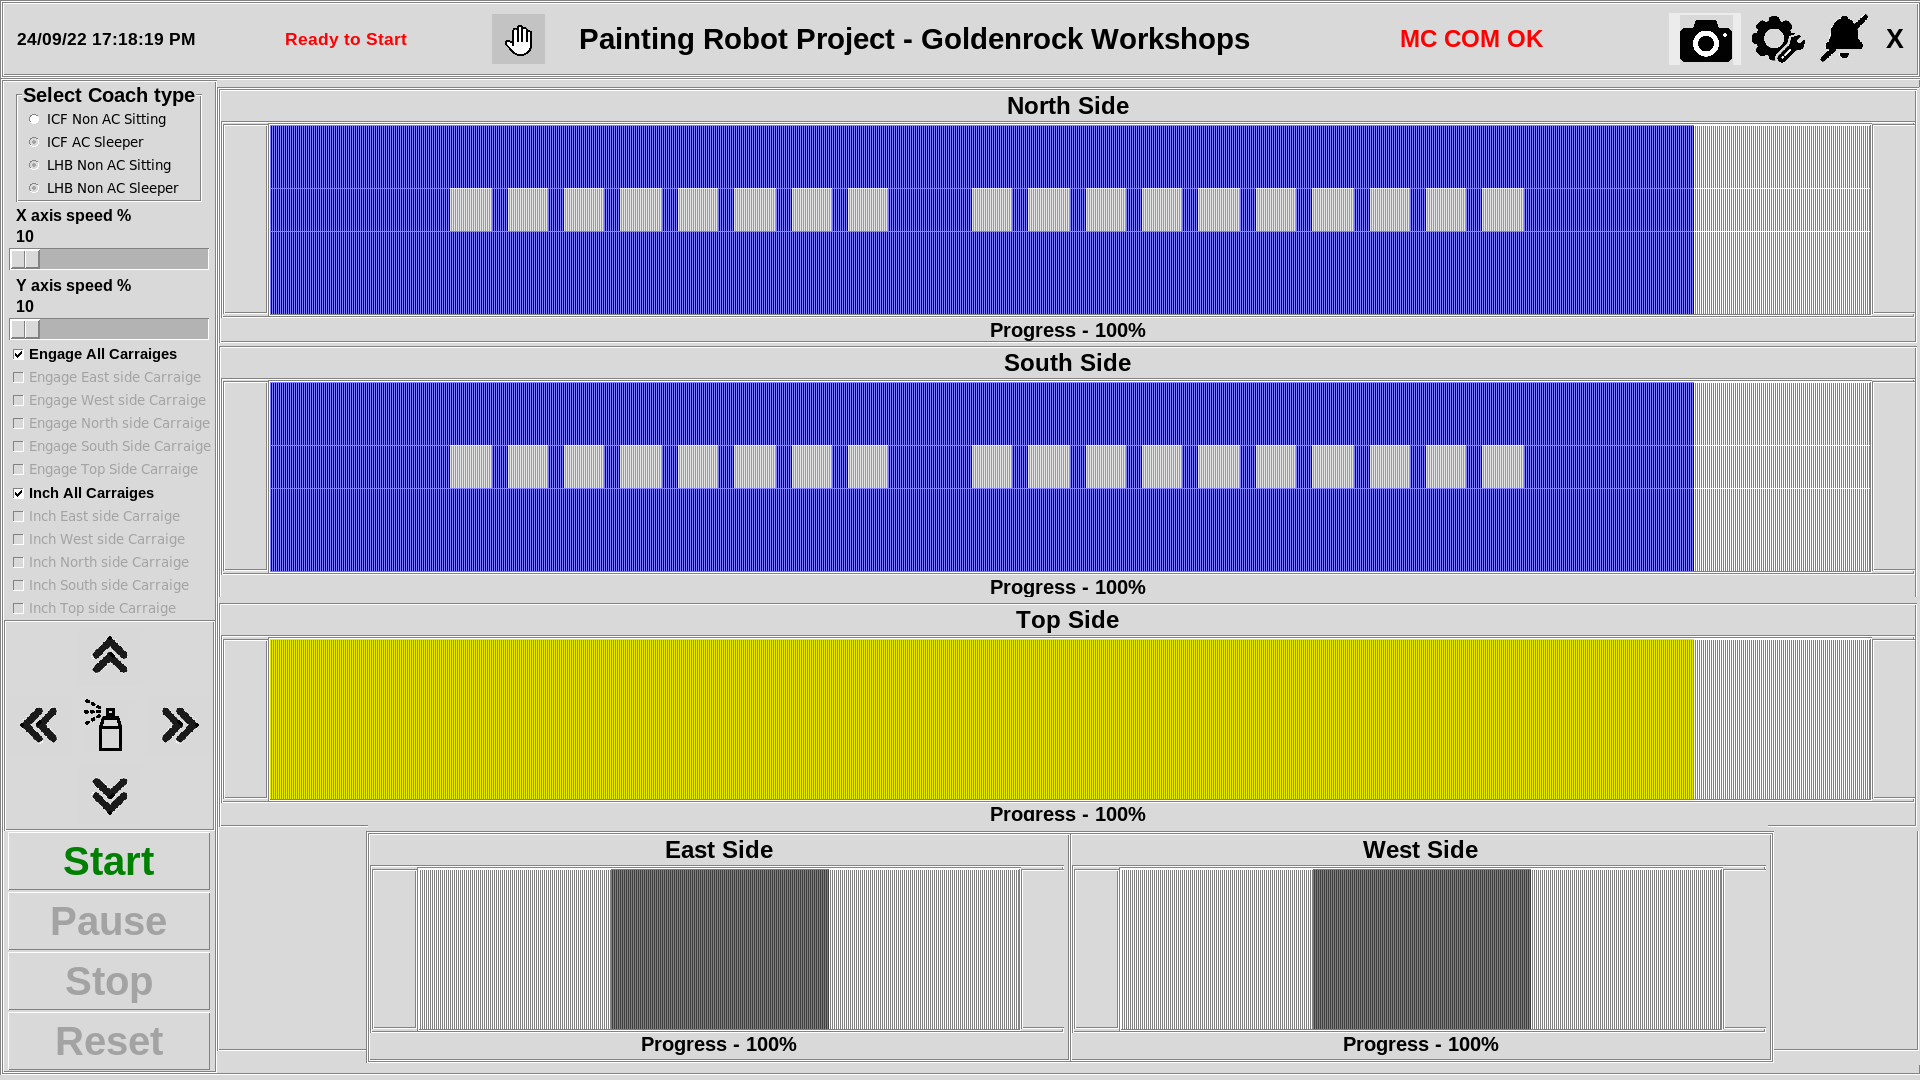 24/09/22 17:18:19 PM
Ready to Start
Painting Robot Project - Goldenrock Workshops
MC COM OK
X
Select Coach type
ICF Non AC Sitting
ICF AC Sleeper
LHB Non AC Sitting
LHB Non AC Sleeper
X axis speed %
10
Y axis speed %
10
Engage All Carraiges
Engage East side Carraige
Engage West side Carraige
Engage North side Carraige
Engage South Side Carraige
Engage Top Side Carraige
Inch All Carraiges
Inch East side Carraige
Inch West side Carraige
Inch North side Carraige
Inch South side Carraige
Inch Top side Carraige
Start
Pause
Stop
Reset
North Side
Progress - 100%
South Side
Progress - 100%
Top Side
Progress - 100%
East Side
Progress - 100%
West Side
Progress - 100%